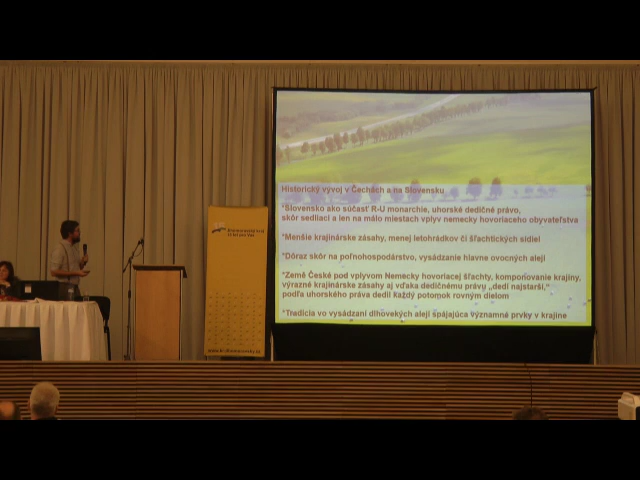 Historický vývoj v Čechách a na Slovensku
*Slovensko ako súčasť R-U monarchie, uhorské dedičné právo,
skôr sedliaci a len na málo miestach vplyv nemecky hovoriaceho obyvateľstva
*Menšie krajinárske zásahy, menej letohrádkov či šľachtických sídiel
*Dôraz skôr na poľnohospodárstvo, vysádzanie hlavne ovocných alejí
*Země České pod vplyvom Nemecky hovoriacej šľachty, komponovanie krajiny,
výrazné krajinárske zásahy aj vďaka dedičnému právu „dedí najstarší,"
podľa uhorského práva dedil každý potomok rovným dielom
*Tradícia vo vysádzaní dlhovekých alejí spájajúca významné prvky v krajine